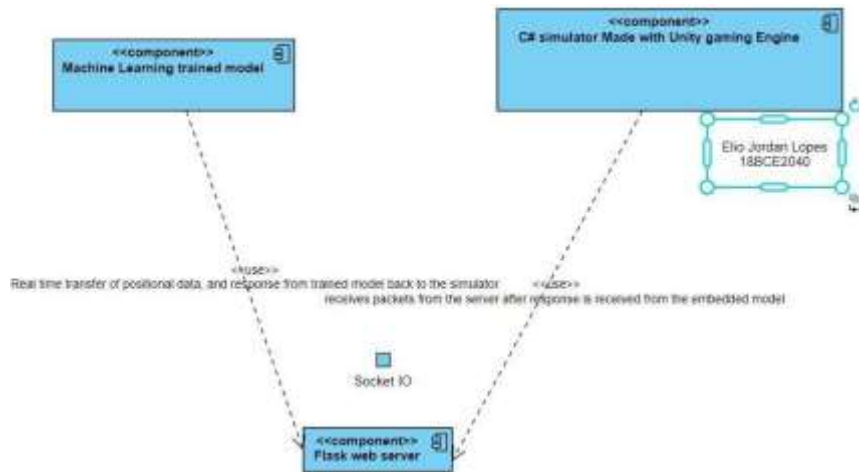 <<component>>
Machine Learning trained model
<<component>>
C# simulator Made with Unity gaming Engine
Elio Jordan Lopes
18BCE2040
<<use>>
Real time transfer of positional data, and response from trained model back to the simulator
<<use>>
receives packets from the server after response is received from the embedded model
Socket IO
<<component>>
Flask web server